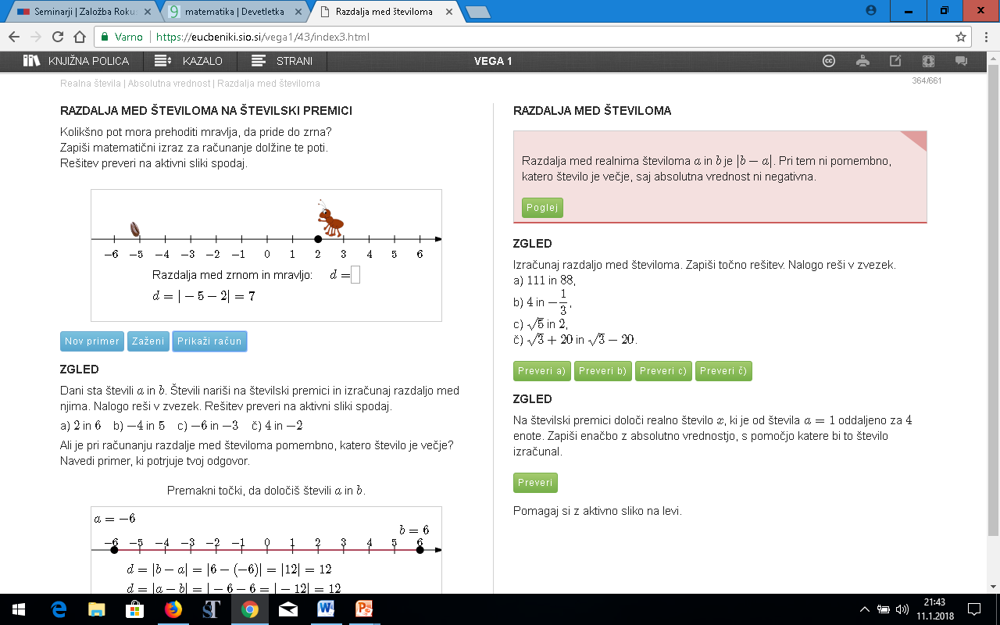 Seminarji | Založba Rokus
matematika | Devetletka
Razdalja med številoma
Varno
https://eucbeniki.sio.si/vega1/43/index3.html
KNJIŽNA POLICA
KAZALO
STRANI
VEGA 1
Realna števila | Absolutna vrednost | Razdalja med številoma
364/661
RAZDALJA MED ŠTEVILOMA NA ŠTEVILSKI PREMICI
Kolikšno pot mora prehoditi mravlja, da pride do zrna?
Zapiši matematični izraz za računanje dolžine te poti.
Rešitev preveri na aktivni sliki spodaj.
−6 −5 −4 −3 −2 −1 0 1 2 3 4 5 6
Razdalja med zrnom in mravljo: d =
d = | − 5 − 2| = 7
Nov primer
Zaženi
Prikaži račun
ZGLED
Dani sta števili a in b. Števili nariši na številski premici in izračunaj razdaljo med
njima. Nalogo reši v zvezek. Rešitev preveri na aktivni sliki spodaj.
a) 2 in 6 b) −4 in 5 c) −6 in −3 č) 4 in −2
Ali je pri računanju razdalje med številoma pomembno, katero število je večje?
Navedi primer, ki potrjuje tvoj odgovor.
Premakni točki, da določiš števili a in b.
a = −6
b = 6
−6 −5 −4 −3 −2 −1 0 1 2 3 4 5 6
d = |b − a| = |6 − (−6)| = |12| = 12
d = |a − b| = | − 6 − 6 = | − 12| = 12
RAZDALJA MED ŠTEVILOMA
Razdalja med realnima številoma a in b je |b − a|. Pri tem ni pomembno,
katero število je večje, saj absolutna vrednost ni negativna.
Poglej
ZGLED
Izračunaj razdaljo med številoma. Zapiši točno rešitev. Nalogo reši v zvezek.
a) 111 in 88,
b) 4 in −1/3,
c) √5 in 2,
č) √3 + 20 in √3 − 20.
Preveri a)
Preveri b)
Preveri c)
Preveri č)
ZGLED
Na številski premici določi realno število x, ki je od števila a = 1 oddaljeno za 4
enote. Zapiši enačbo z absolutno vrednostjo, s pomočjo katere bi to število
izračunal.
Preveri
Pomagaj si z aktivno sliko na levi.
21:43
11.1.2018